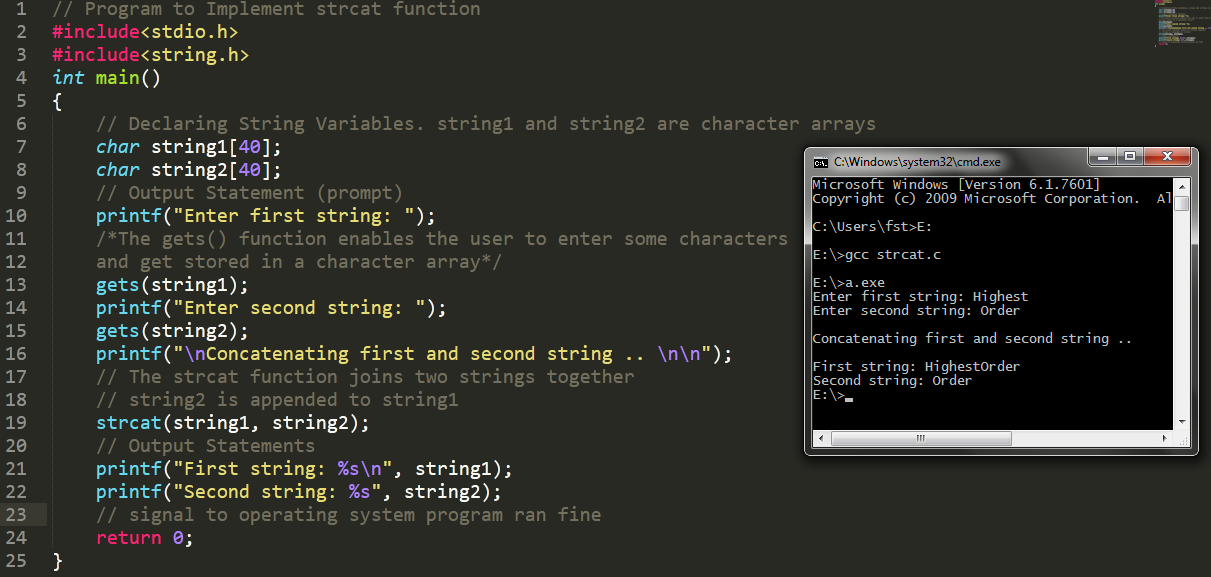 1 // Program to Implement strcat function
2 #include<stdio.h>
3 #include<string.h>
4 int main()
5 {
6 // Declaring String Variables. string1 and string2 are character arrays
7 char string1[40];
8 char string2[40];
9 // Output Statement (prompt)
10 printf("Enter first string: ");
11 /*The gets() function enables the user to enter some characters
12 and get stored in a character array*/
13 gets(string1);
14 printf("Enter second string: ");
15 gets(string2);
16 printf("\nConcatenating first and second string .. \n\n");
17 // The strcat function joins two strings together
18 // string2 is appended to string1
19 strcat(string1, string2);
20 // Output Statements
21 printf("First string: %s\n", string1);
22 printf("Second string: %s", string2);
23 // signal to operating system program ran fine
24 return 0;
25 }
C:\Windows\system32\cmd.exe
Microsoft Windows [Version 6.1.7601]
Copyright (c) 2009 Microsoft Corporation. Al
C:\Users\fst>E:
E:\>gcc strcat.c
E:\>a.exe
Enter first string: Highest
Enter second string: Order
Concatenating first and second string ..
First string: HighestOrder
Second string: Order
E:\>